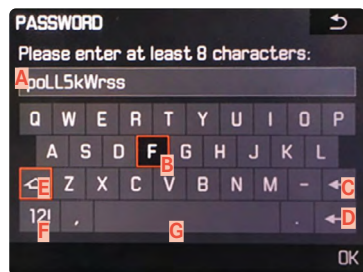 PASSWORD
Please enter at least 8 characters:
A poLL5kWrss
Q W E R T Y U I O P
A S D F G H J K L
B
E Z X C V B N M - C
12! , . D
F G
OK